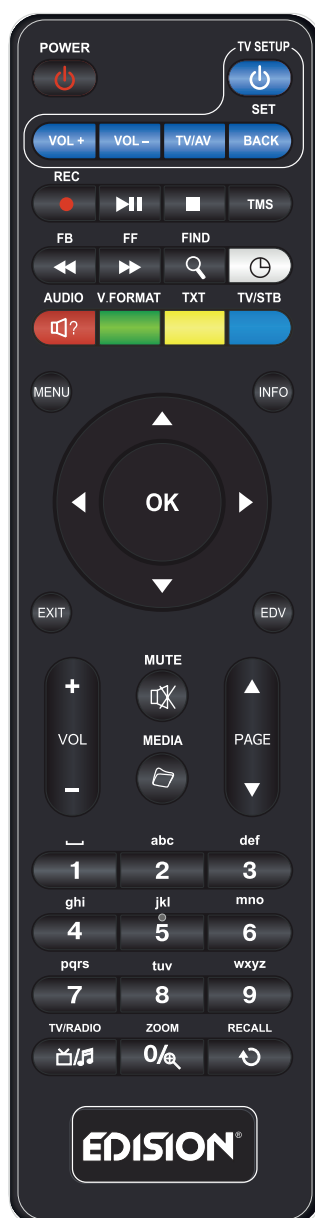 POWER
TV SETUP
SET
VOL + VOL – TV/AV BACK
REC
TMS
FB FF FIND
AUDIO V.FORMAT TXT TV/STB
?
MENU INFO
OK
EXIT EDV
MUTE
+
VOL
–
MEDIA
PAGE
abc def
1 2 3
ghi jkl mno
4 5 6
pqrs tuv wxyz
7 8 9
TV/RADIO ZOOM RECALL
0/
EDISION®